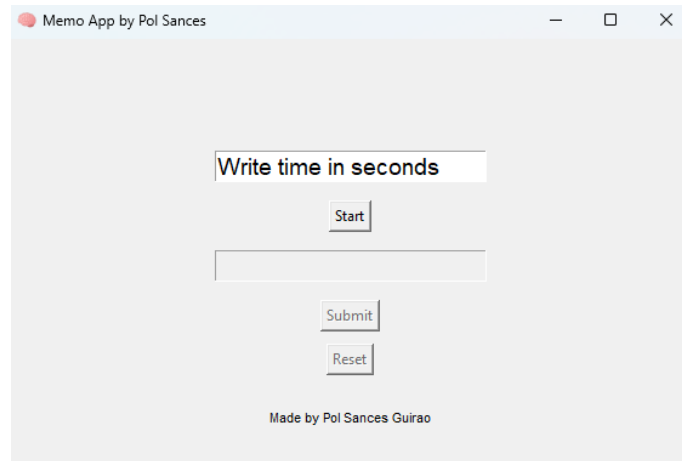 Memo App by Pol Sances
Write time in seconds
Start
Submit
Reset
Made by Pol Sances Guirao